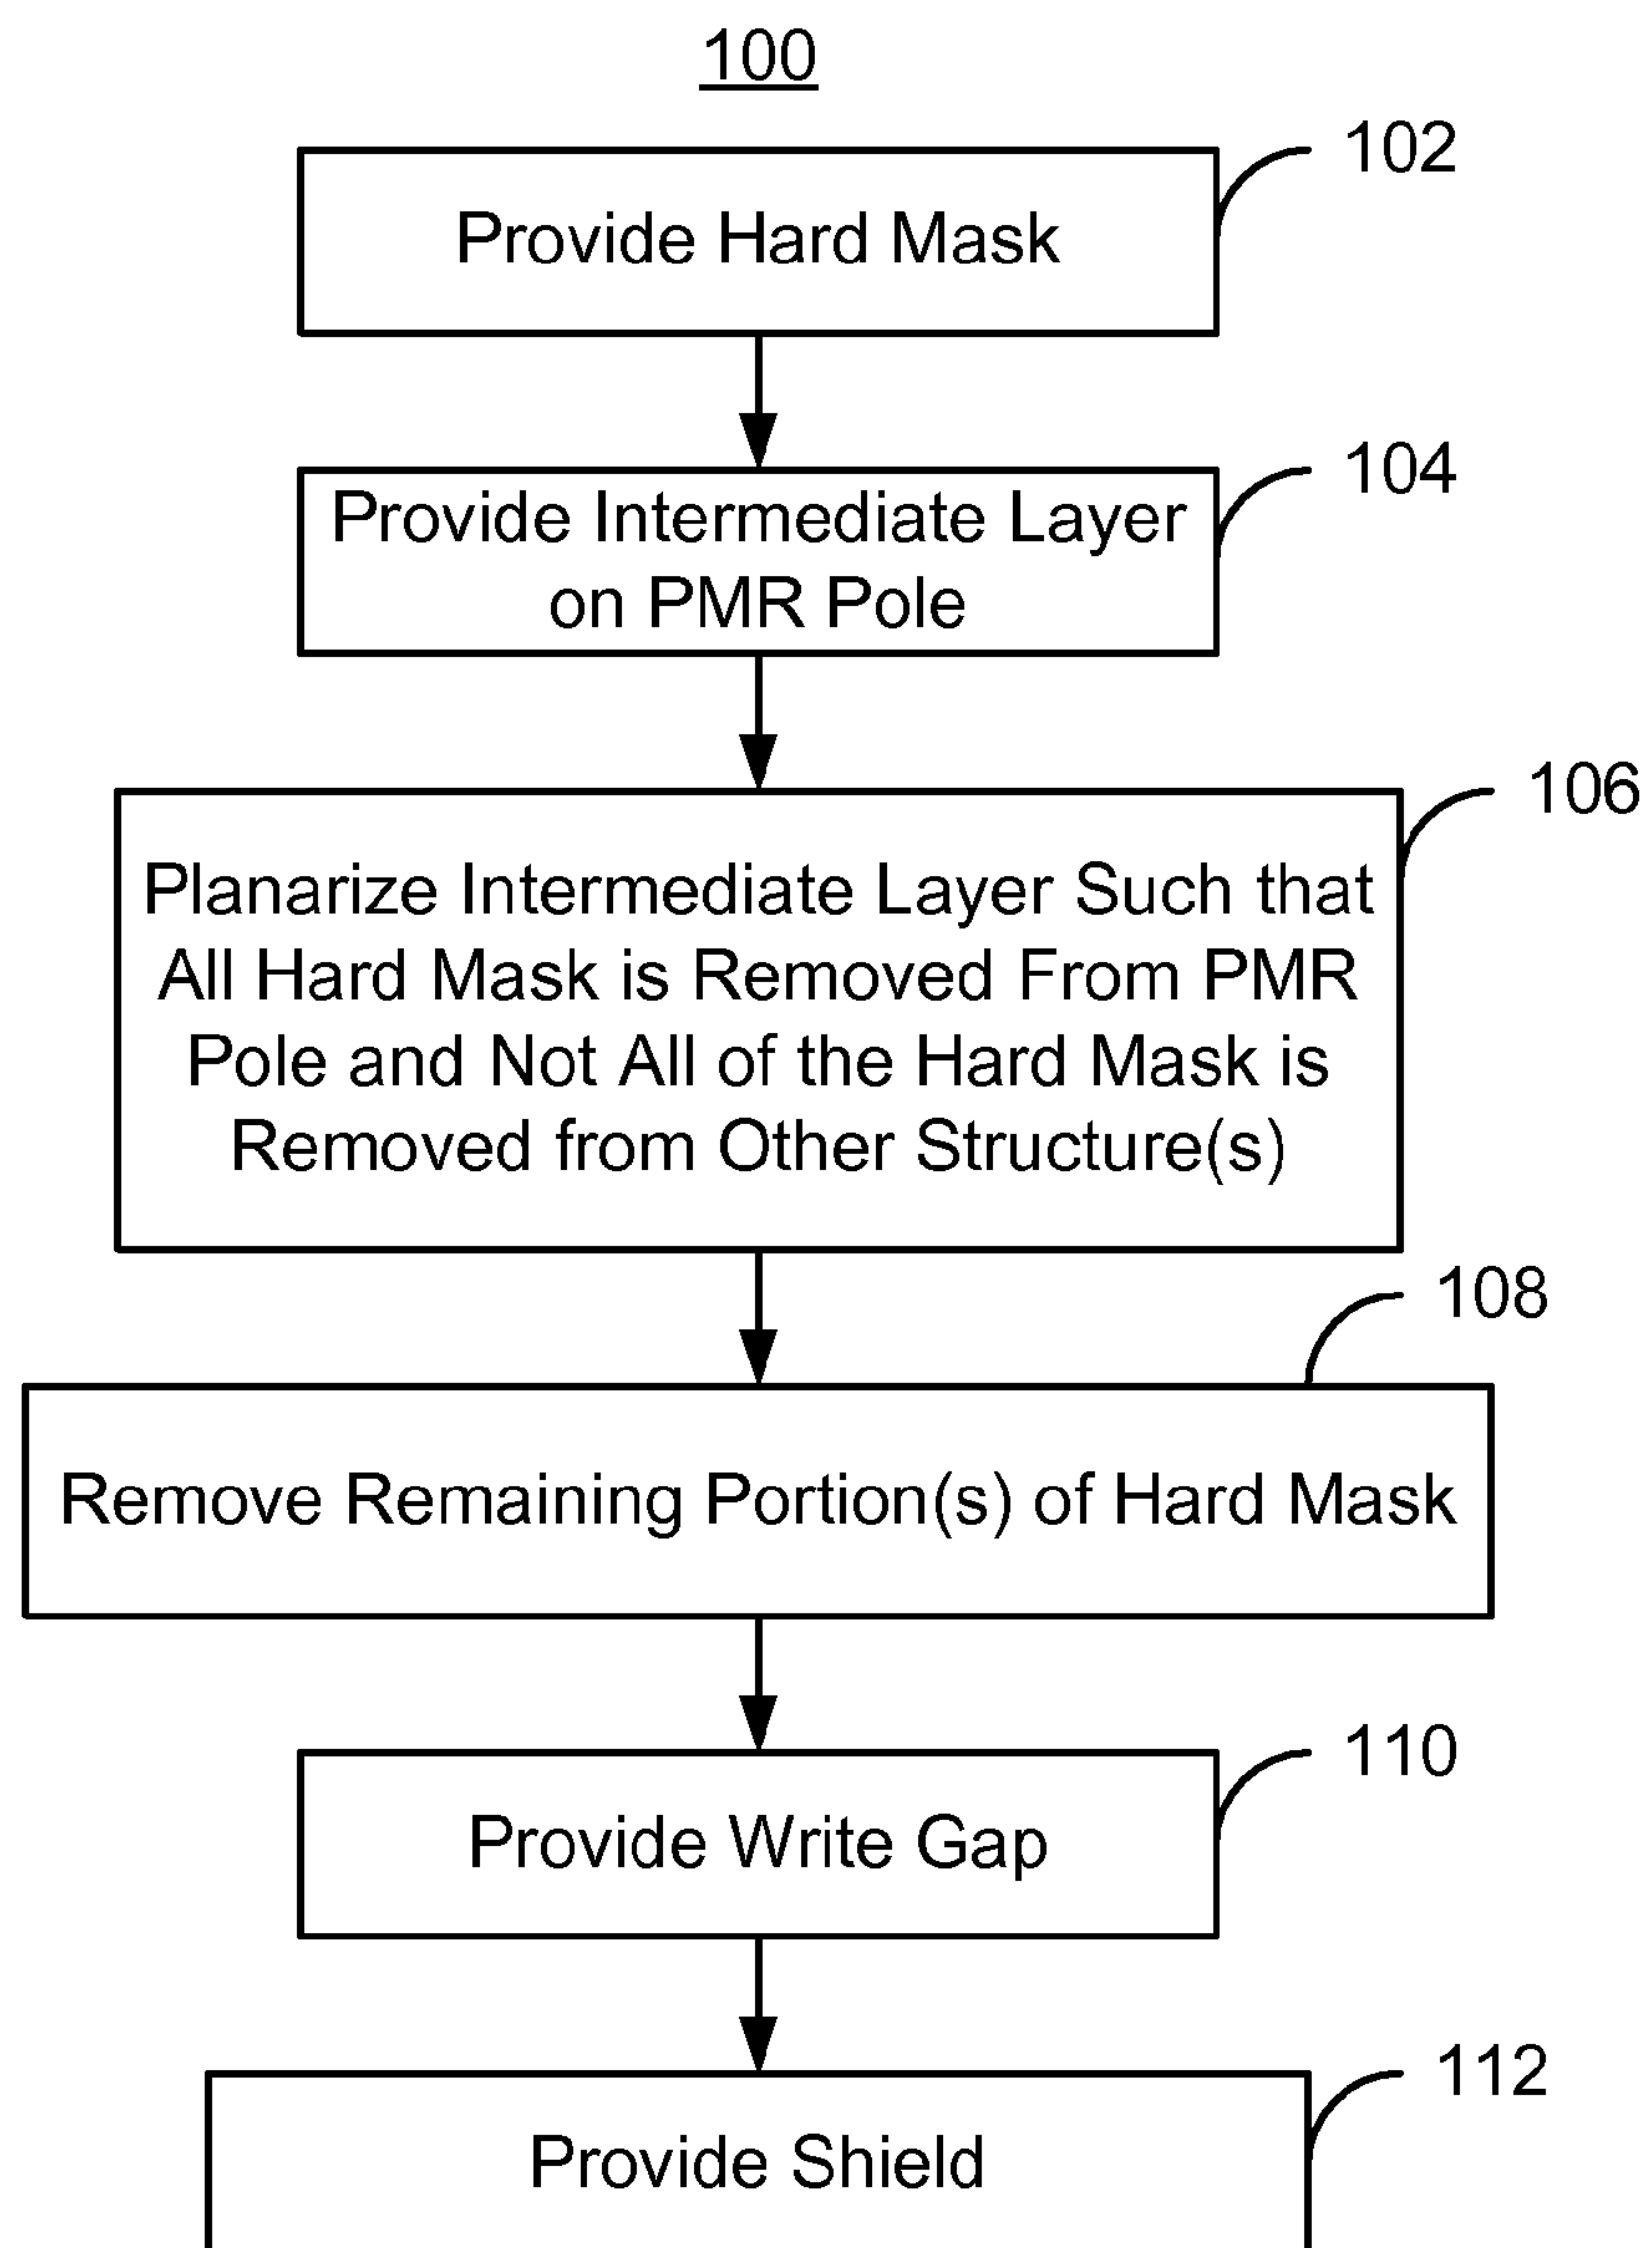 100
102
Provide Hard Mask
104
Provide Intermediate Layer
on PMR Pole
106
Planarize Intermediate Layer Such that
All Hard Mask is Removed From PMR
Pole and Not All of the Hard Mask is
Removed from Other Structure(s)
108
Remove Remaining Portion(s) of Hard Mask
110
Provide Write Gap
112
Provide Shield